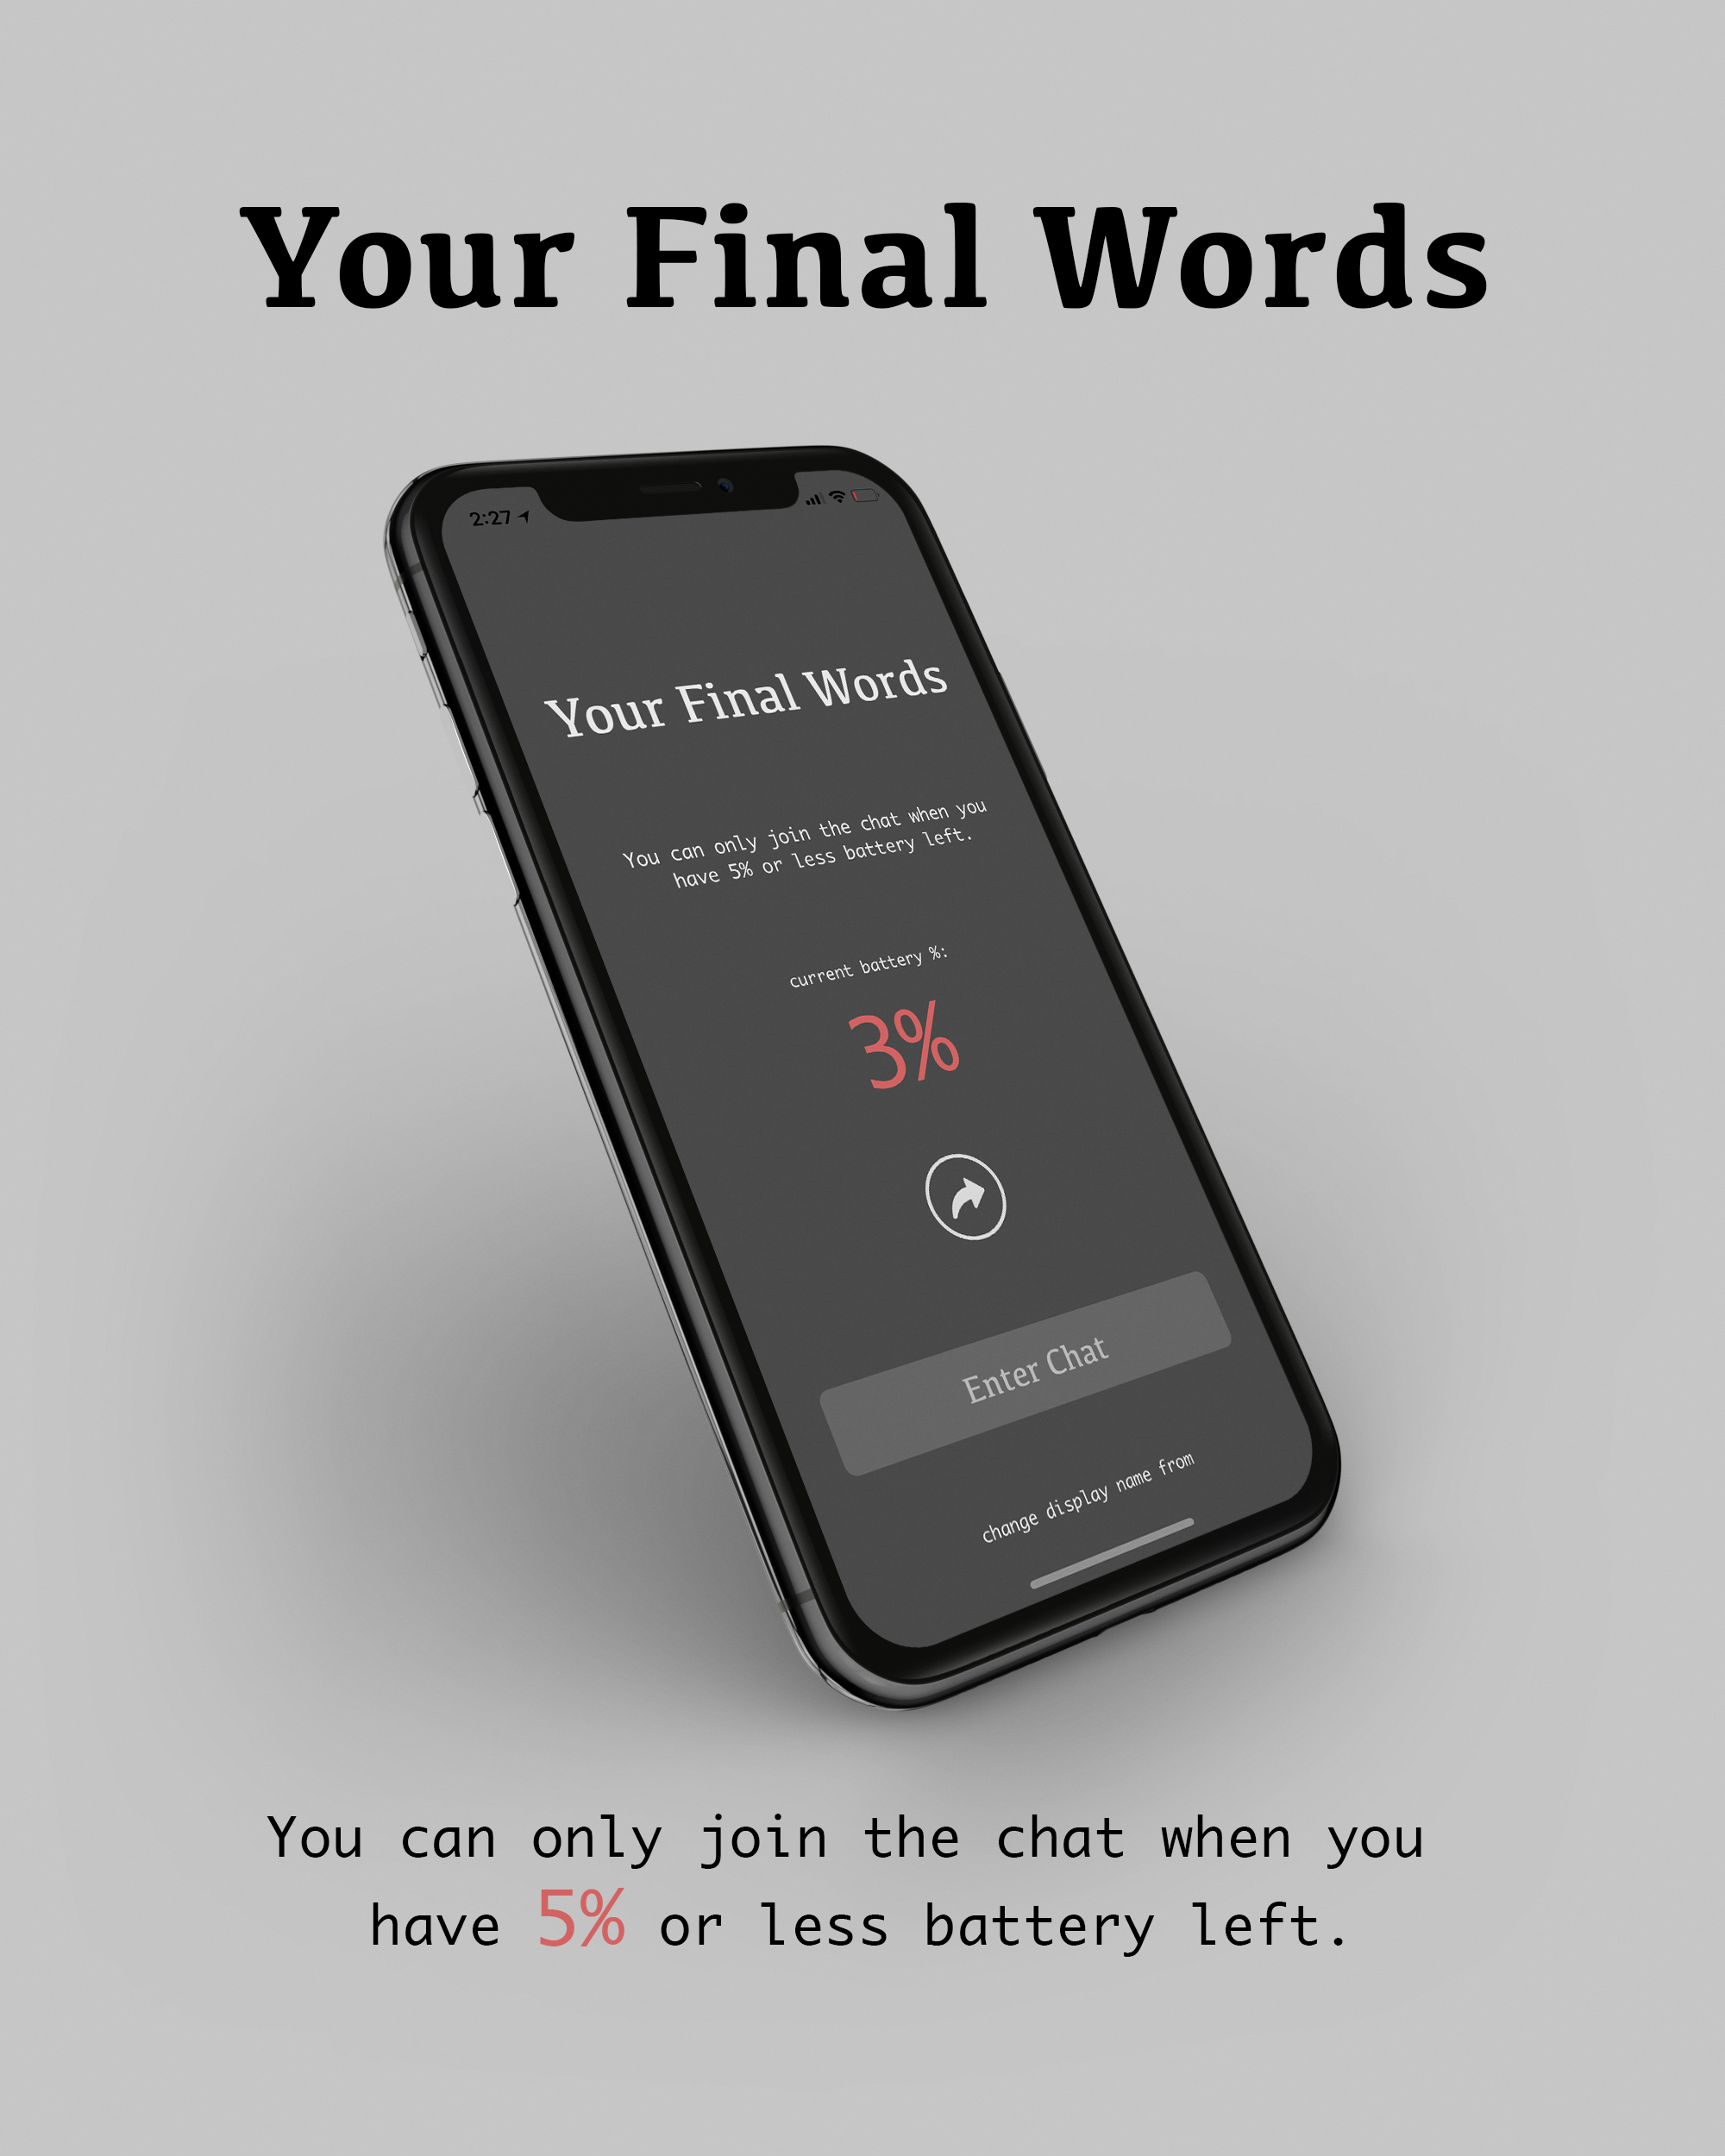 Your Final Words
2:27
Your Final Words
You can only join the chat when you
have 5% or less battery left.
current battery %:
3%
Enter Chat
change display name from
You can only join the chat when you
have 5% or less battery left.